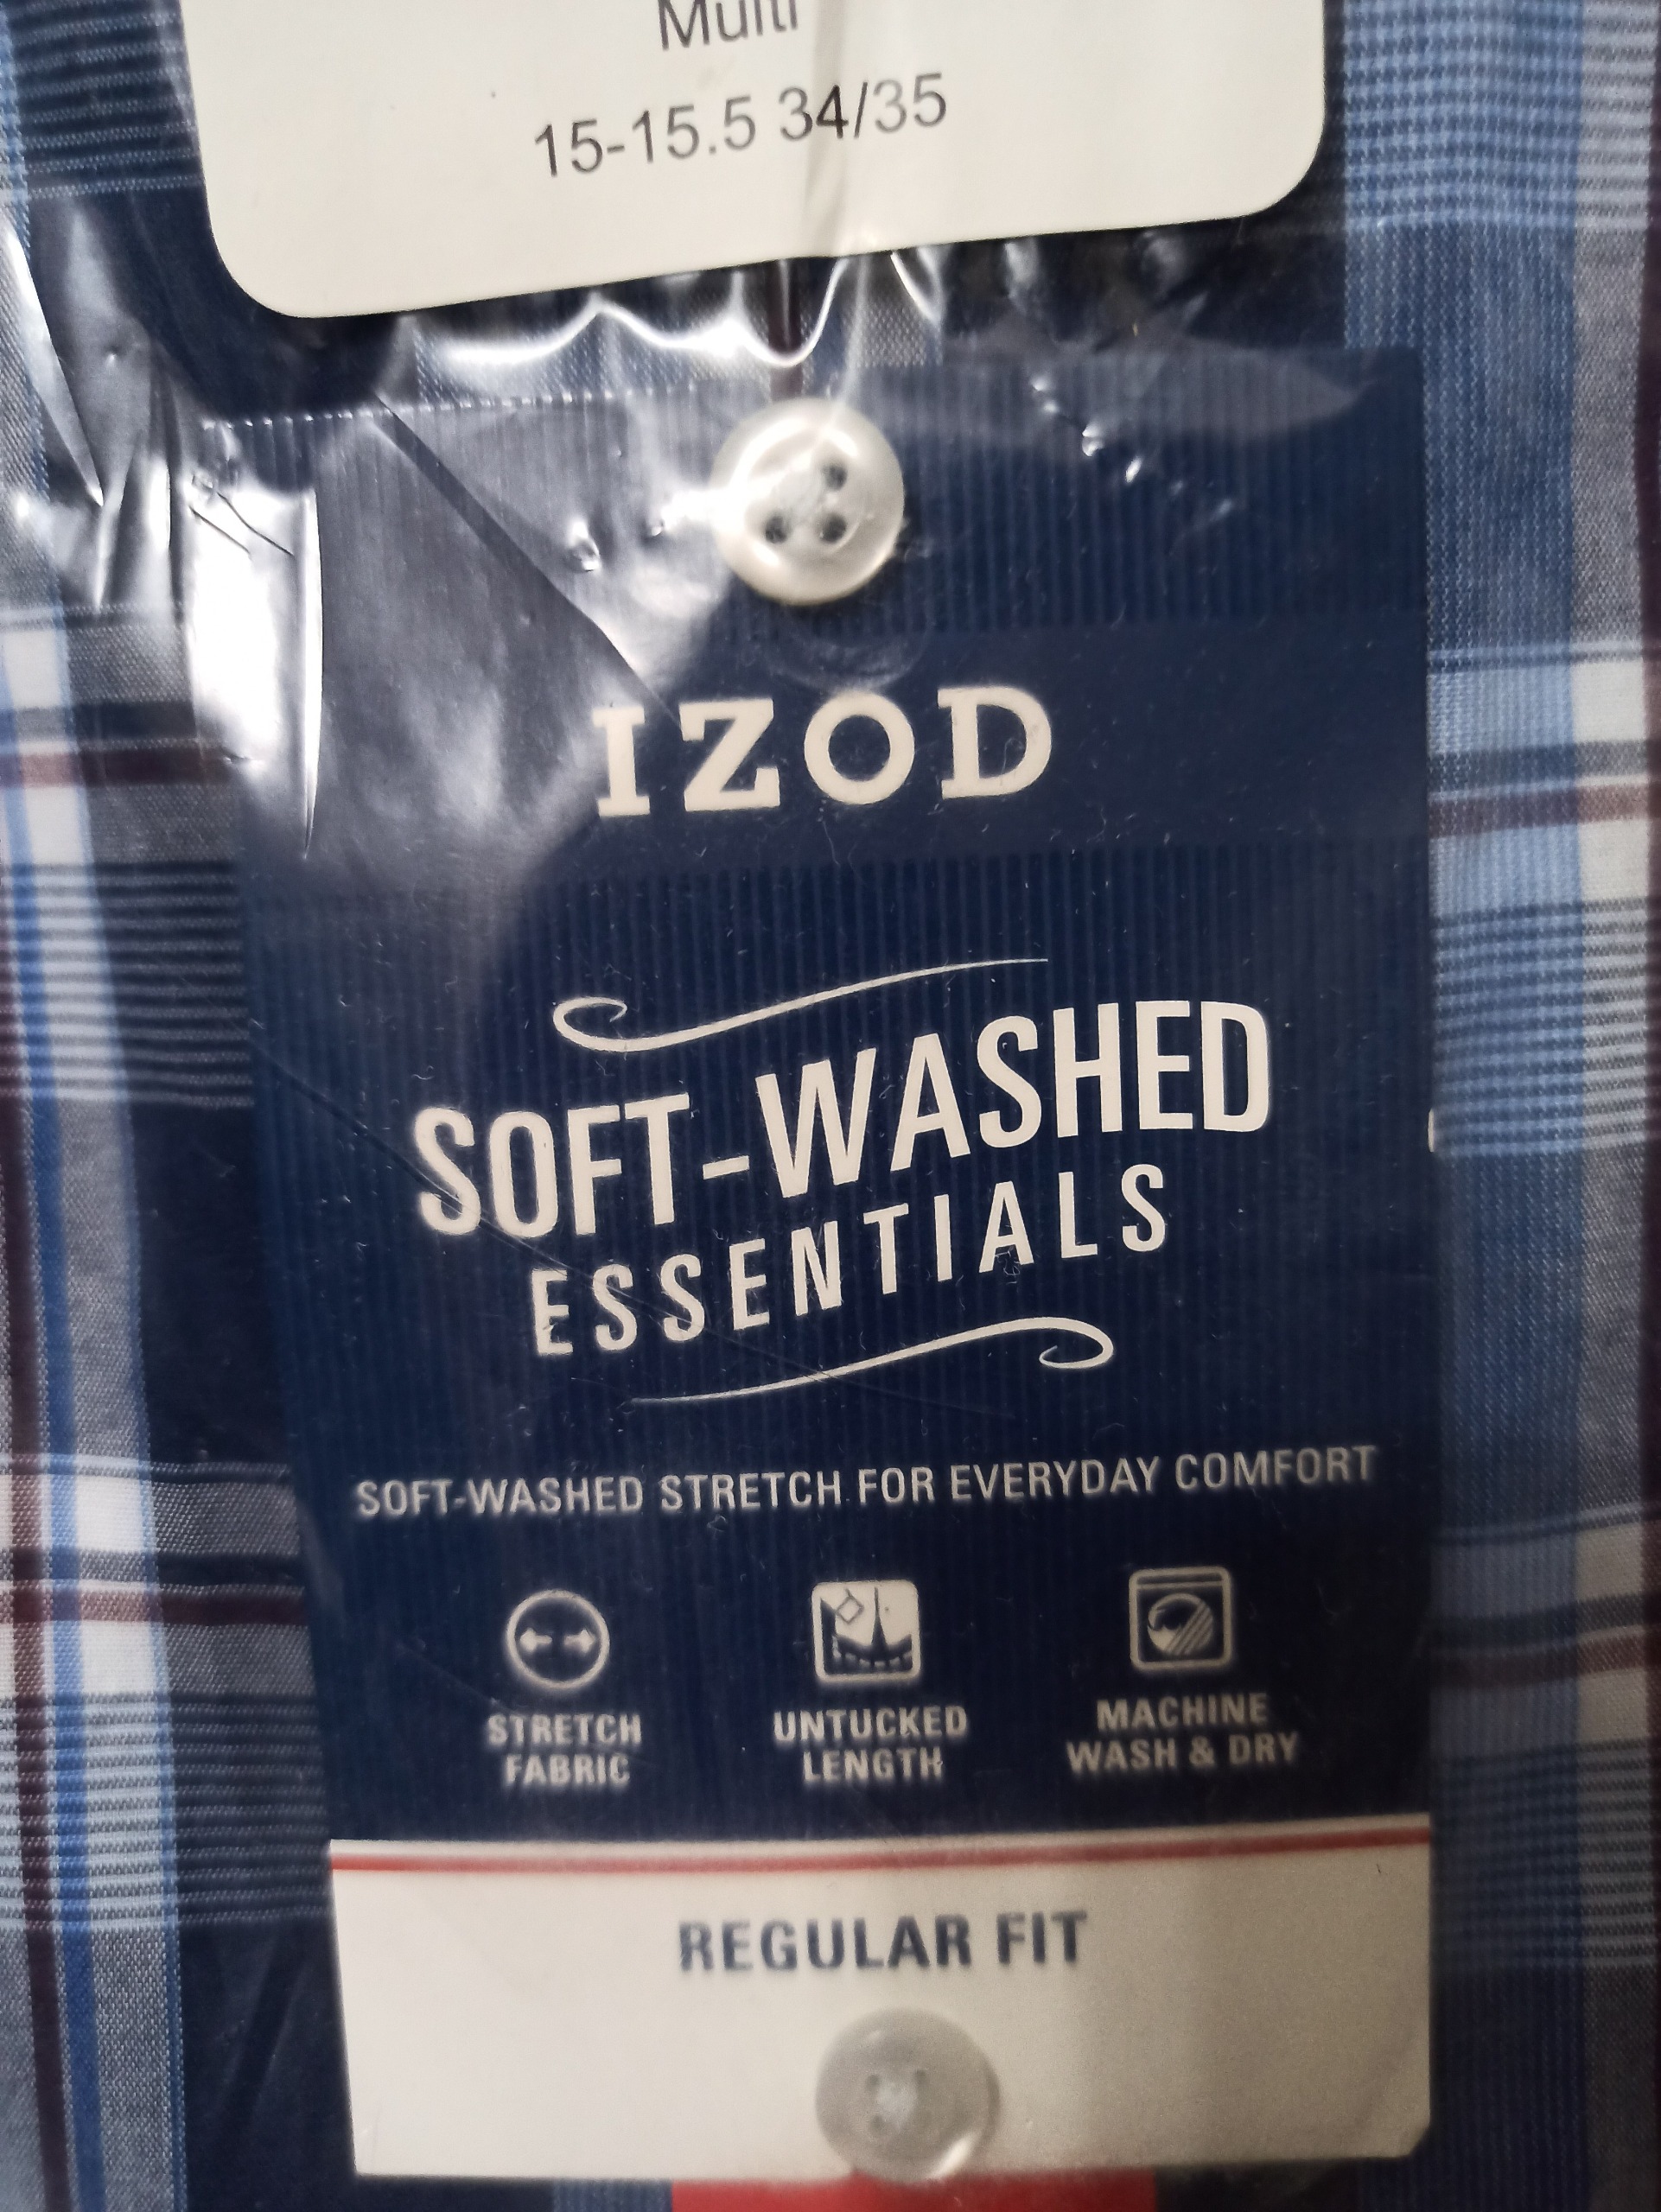 Multi
15-15.5 34/35
IZOD
SOFT-WASHED
ESSENTIALS
SOFT-WASHED STRETCH FOR EVERYDAY COMFORT
STRETCH
FABRIC
UNTUCKED
LENGTH
MACHINE
WASH & DRY
REGULAR FIT